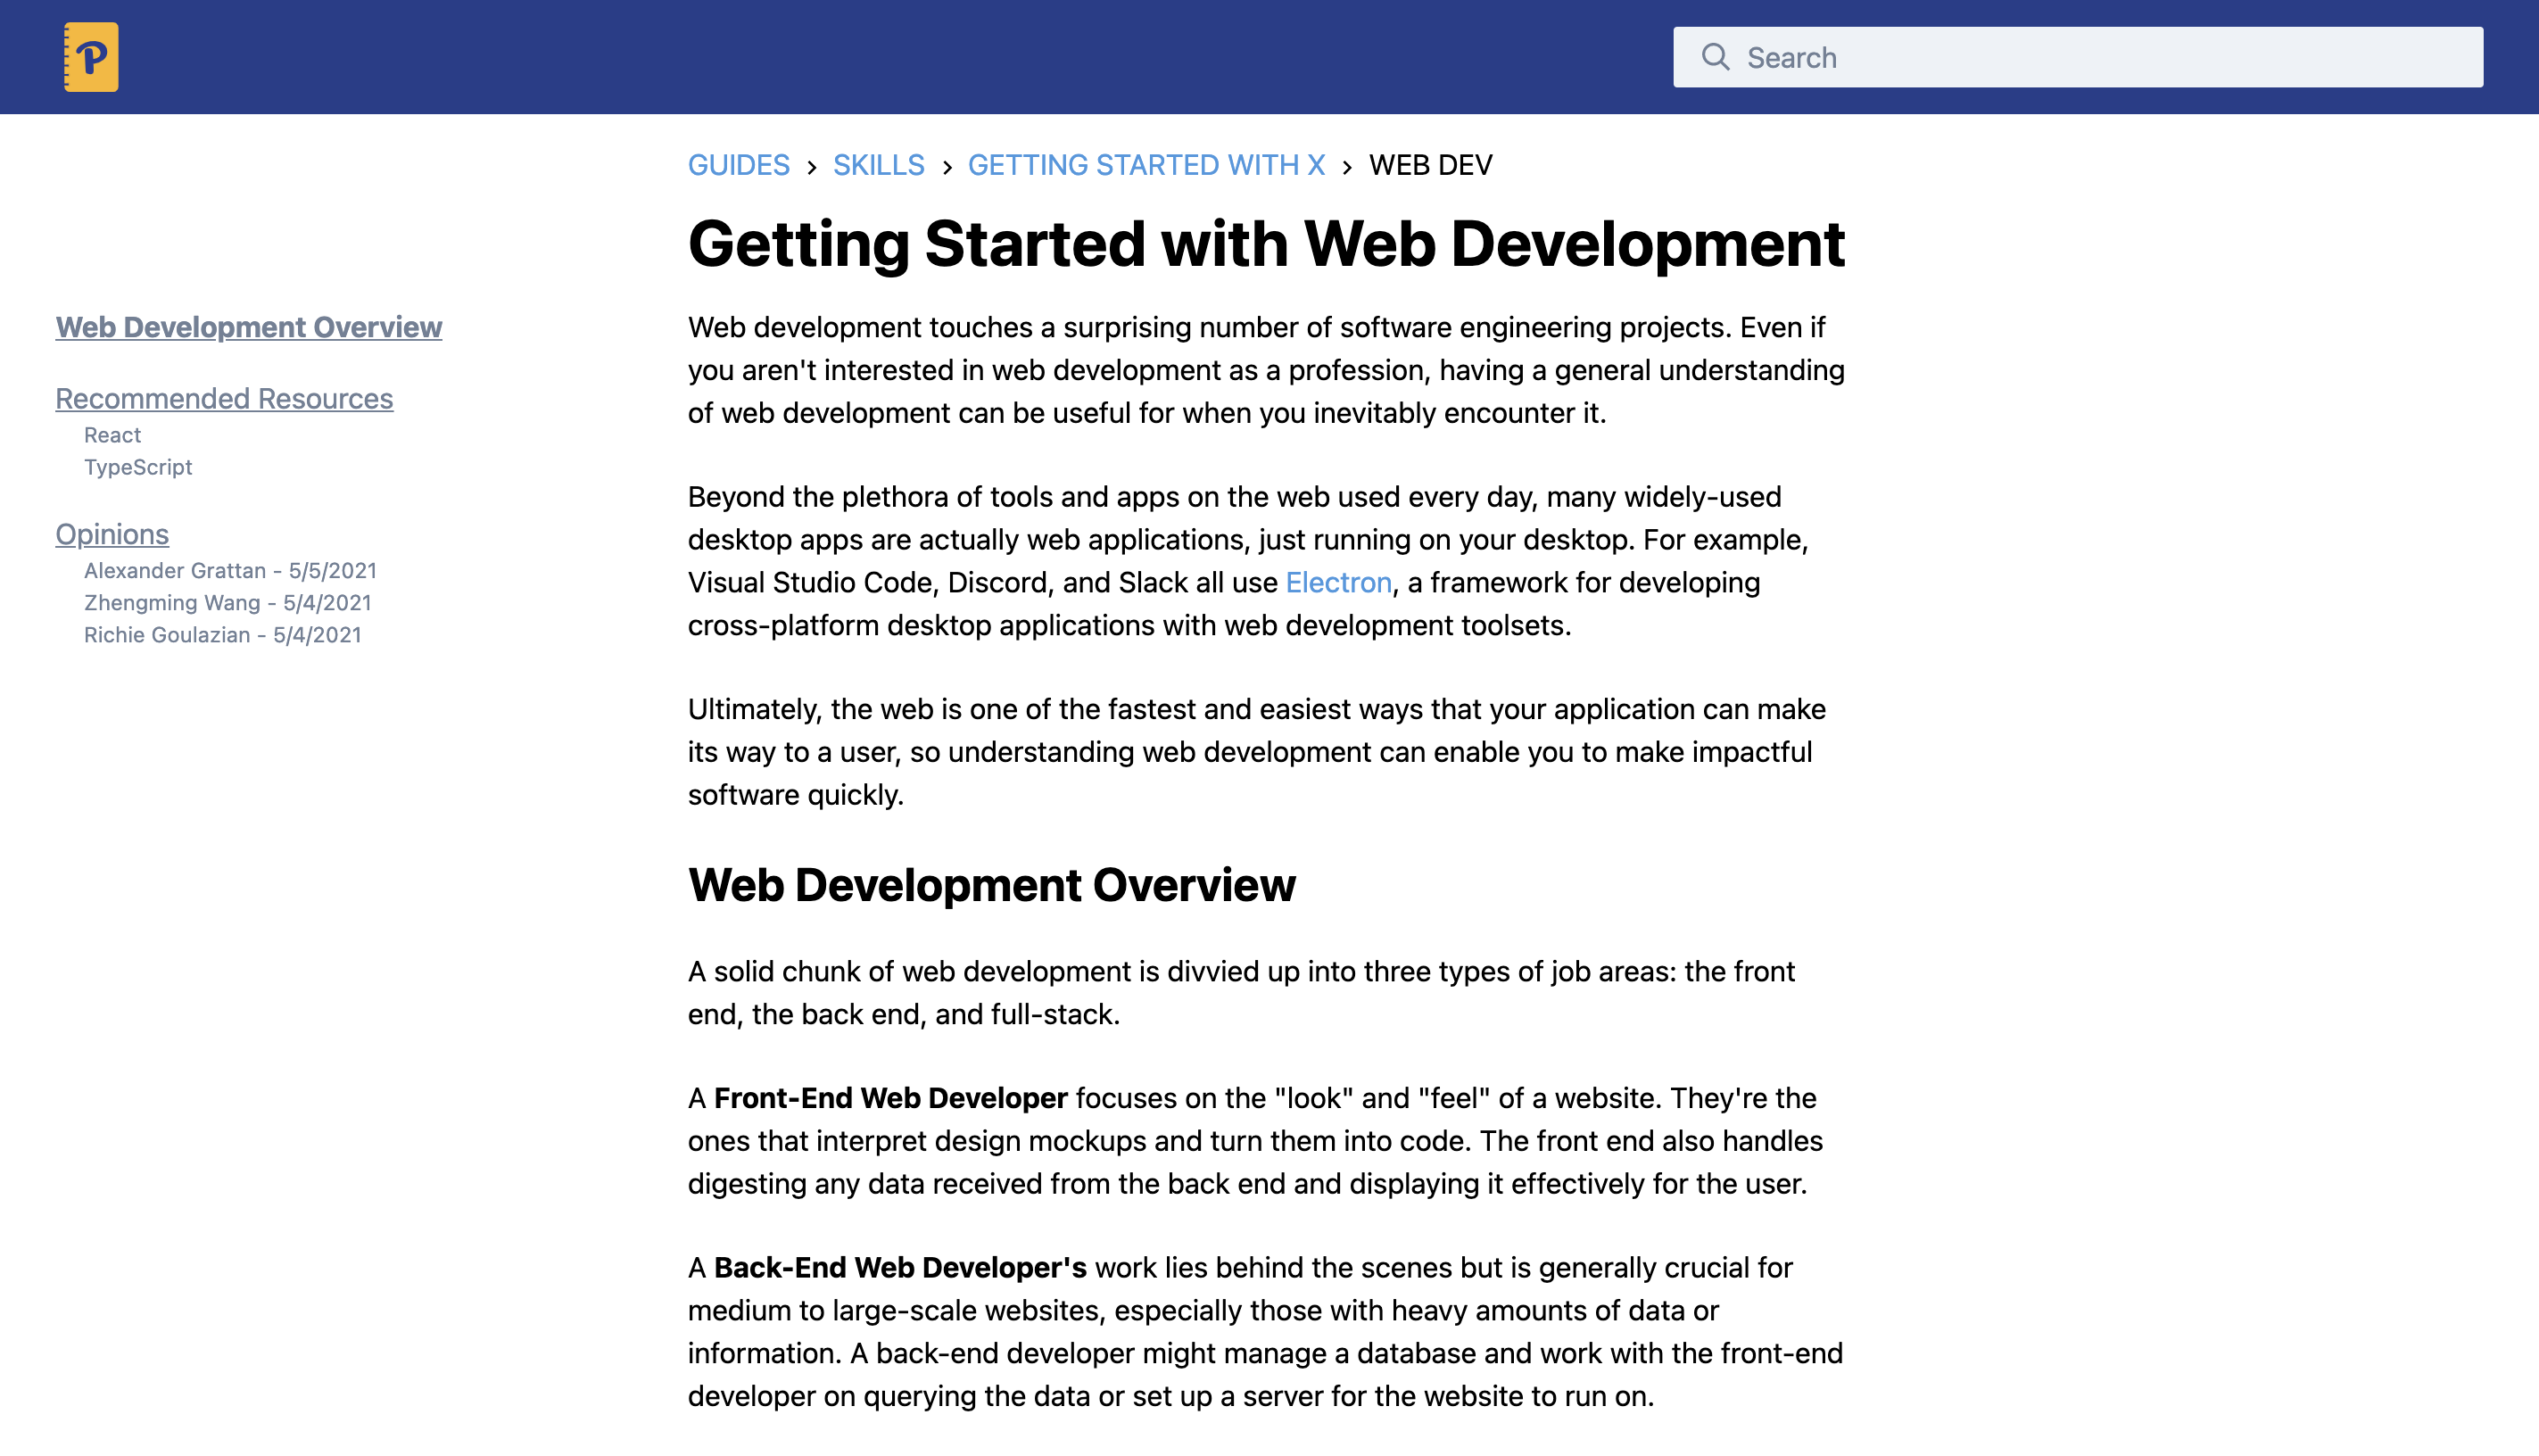 P
Search
GUIDES › SKILLS › GETTING STARTED WITH X › WEB DEV
Getting Started with Web Development
Web Development Overview
Recommended Resources
React
TypeScript
Opinions
Alexander Grattan - 5/5/2021
Zhengming Wang - 5/4/2021
Richie Goulazian - 5/4/2021
Web development touches a surprising number of software engineering projects. Even if
you aren't interested in web development as a profession, having a general understanding
of web development can be useful for when you inevitably encounter it.
Beyond the plethora of tools and apps on the web used every day, many widely-used
desktop apps are actually web applications, just running on your desktop. For example,
Visual Studio Code, Discord, and Slack all use Electron, a framework for developing
cross-platform desktop applications with web development toolsets.
Ultimately, the web is one of the fastest and easiest ways that your application can make
its way to a user, so understanding web development can enable you to make impactful
software quickly.
Web Development Overview
A solid chunk of web development is divvied up into three types of job areas: the front
end, the back end, and full-stack.
A Front-End Web Developer focuses on the "look" and "feel" of a website. They're the
ones that interpret design mockups and turn them into code. The front end also handles
digesting any data received from the back end and displaying it effectively for the user.
A Back-End Web Developer's work lies behind the scenes but is generally crucial for
medium to large-scale websites, especially those with heavy amounts of data or
information. A back-end developer might manage a database and work with the front-end
developer on querying the data or set up a server for the website to run on.